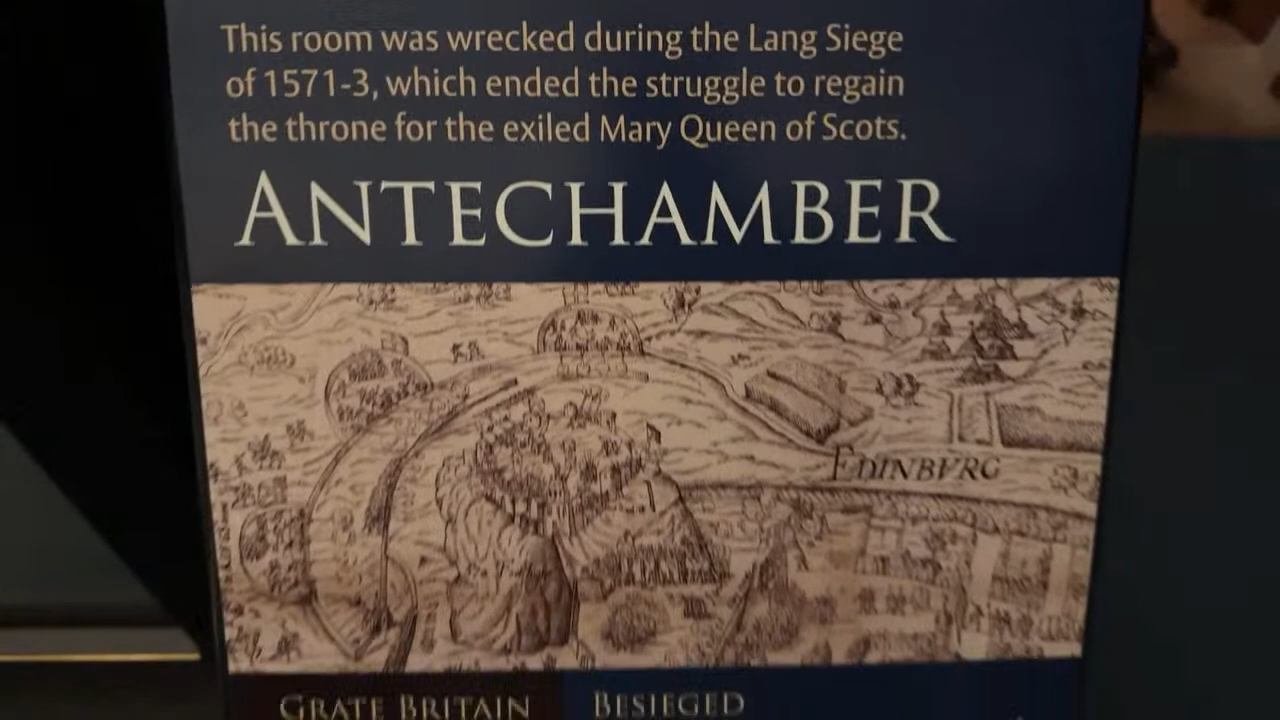 This room was wrecked during the Lang Siege
of 1571-3, which ended the struggle to regain
the throne for the exiled Mary Queen of Scots.
ANTECHAMBER
EDINBVRG
GRATE BRITAIN
BESIEGED